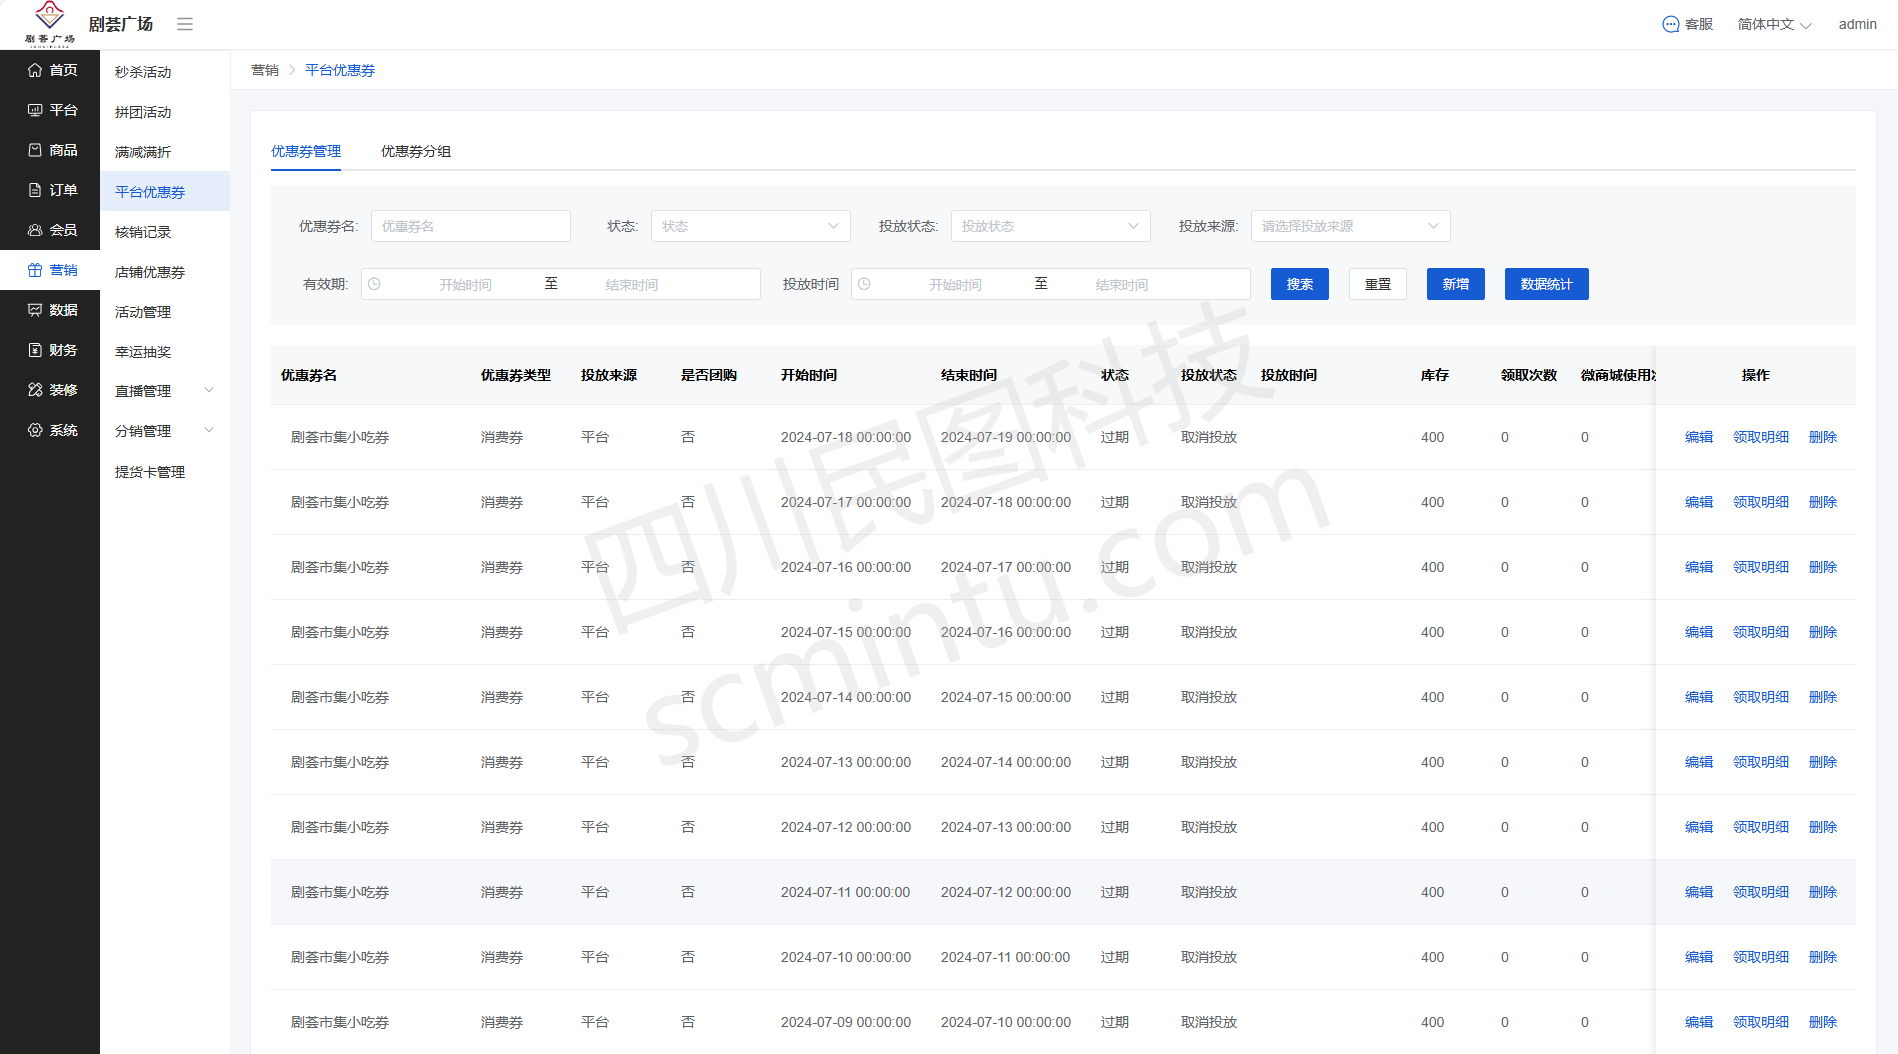 剧荟广场
剧荟广场
客服
简体中文
admin
首页
平台
商品
订单
会员
营销
数据
财务
装修
系统
秒杀活动
拼团活动
满减满折
平台优惠券
核销记录
店铺优惠券
活动管理
幸运抽奖
直播管理
分销管理
提货卡管理
营销 > 平台优惠券
优惠券管理 优惠券分组
优惠券名: 优惠券名 状态: 状态 投放状态: 投放状态 投放来源: 请选择投放来源
有效期: 开始时间 至 结束时间 投放时间 开始时间 至 结束时间 搜索 重置 新增 数据统计
优惠券名 优惠券类型 投放来源 是否团购 开始时间 结束时间 状态 投放状态 投放时间 库存 领取次数 微商城使用 操作
剧荟市集小吃券 消费券 平台 否 2024-07-18 00:00:00 2024-07-19 00:00:00 过期 取消投放 400 0 0 编辑 领取明细 删除
剧荟市集小吃券 消费券 平台 否 2024-07-17 00:00:00 2024-07-18 00:00:00 过期 取消投放 400 0 0 编辑 领取明细 删除
剧荟市集小吃券 消费券 平台 否 2024-07-16 00:00:00 2024-07-17 00:00:00 过期 取消投放 400 0 0 编辑 领取明细 删除
剧荟市集小吃券 消费券 平台 否 2024-07-15 00:00:00 2024-07-16 00:00:00 过期 取消投放 400 0 0 编辑 领取明细 删除
剧荟市集小吃券 消费券 平台 否 2024-07-14 00:00:00 2024-07-15 00:00:00 过期 取消投放 400 0 0 编辑 领取明细 删除
剧荟市集小吃券 消费券 平台 否 2024-07-13 00:00:00 2024-07-14 00:00:00 过期 取消投放 400 0 0 编辑 领取明细 删除
剧荟市集小吃券 消费券 平台 否 2024-07-12 00:00:00 2024-07-13 00:00:00 过期 取消投放 400 0 0 编辑 领取明细 删除
剧荟市集小吃券 消费券 平台 否 2024-07-11 00:00:00 2024-07-12 00:00:00 过期 取消投放 400 0 0 编辑 领取明细 删除
剧荟市集小吃券 消费券 平台 否 2024-07-10 00:00:00 2024-07-11 00:00:00 过期 取消投放 400 0 0 编辑 领取明细 删除
剧荟市集小吃券 消费券 平台 否 2024-07-09 00:00:00 2024-07-10 00:00:00 过期 取消投放 400 0 0 编辑 领取明细 删除
四川民图科技
scmintu.com